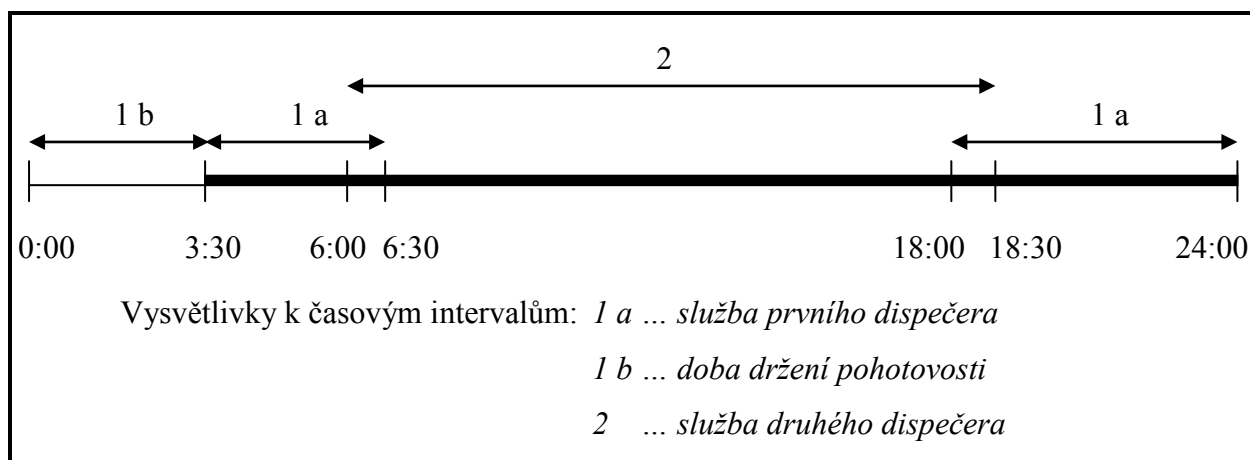 2
1 b 1 a 1 a
0:00 3:30 6:00 6:30 18:00 18:30 24:00
Vysvětlivky k časovým intervalům: 1 a ... služba prvního dispečera
1 b ... doba držení pohotovosti
2 ... služba druhého dispečera